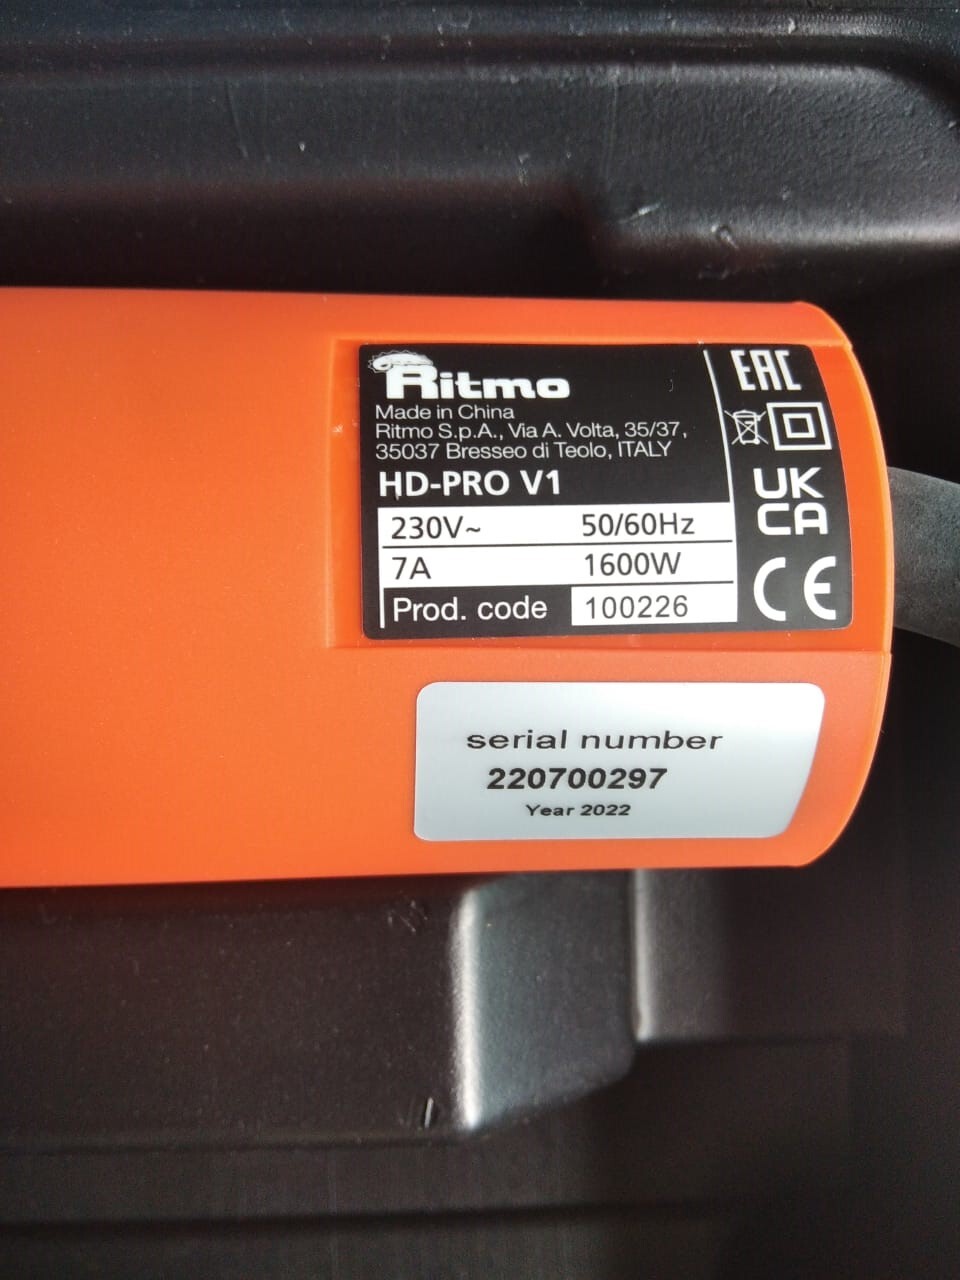 Ritmo
Made in China
Ritmo S.p.A., Via A. Volta, 35/37,
35037 Bresseo di Teolo, ITALY
HD-PRO V1
230V~ 50/60Hz
7A 1600W
Prod. code 100226
EAC
UK
CA
CE
serial number
220700297
Year 2022